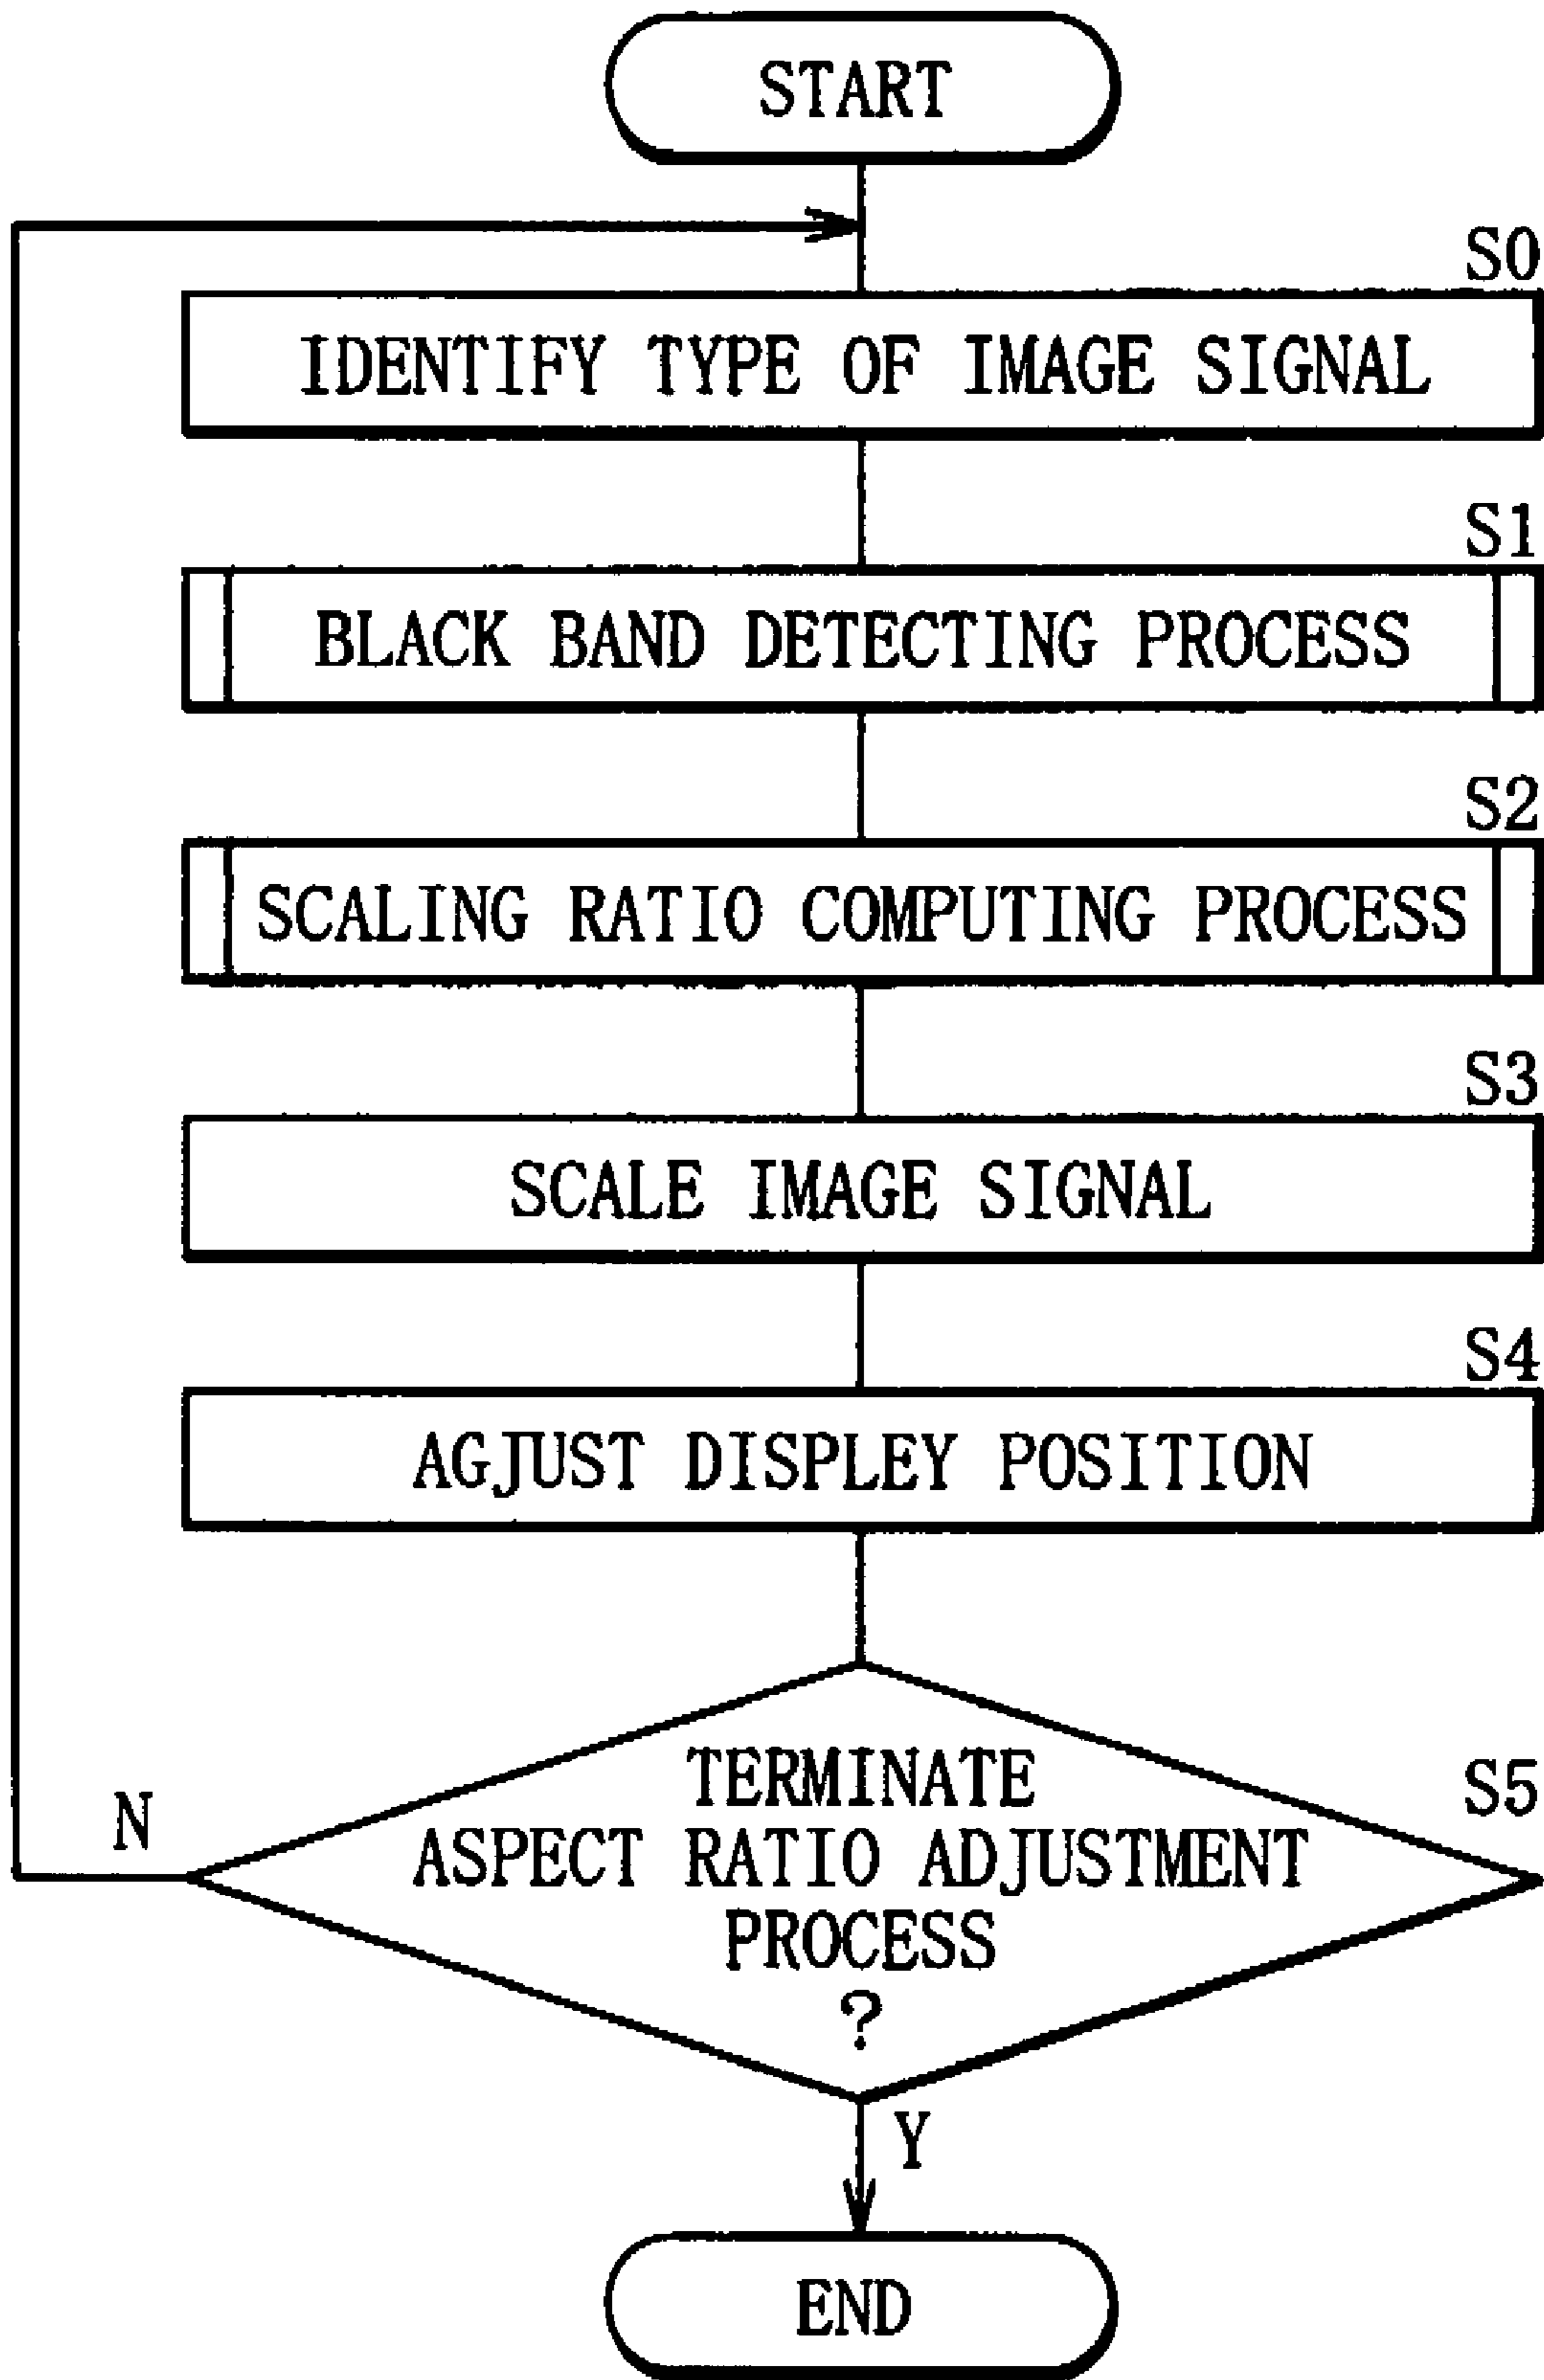 START
S0
IDENTIFY TYPE OF IMAGE SIGNAL
S1
BLACK BAND DETECTING PROCESS
S2
SCALING RATIO COMPUTING PROCESS
S3
SCALE IMAGE SIGNAL
S4
AGJUST DISPLEY POSITION
S5
TERMINATE
ASPECT RATIO ADJUSTMENT
PROCESS
?
N
Y
END